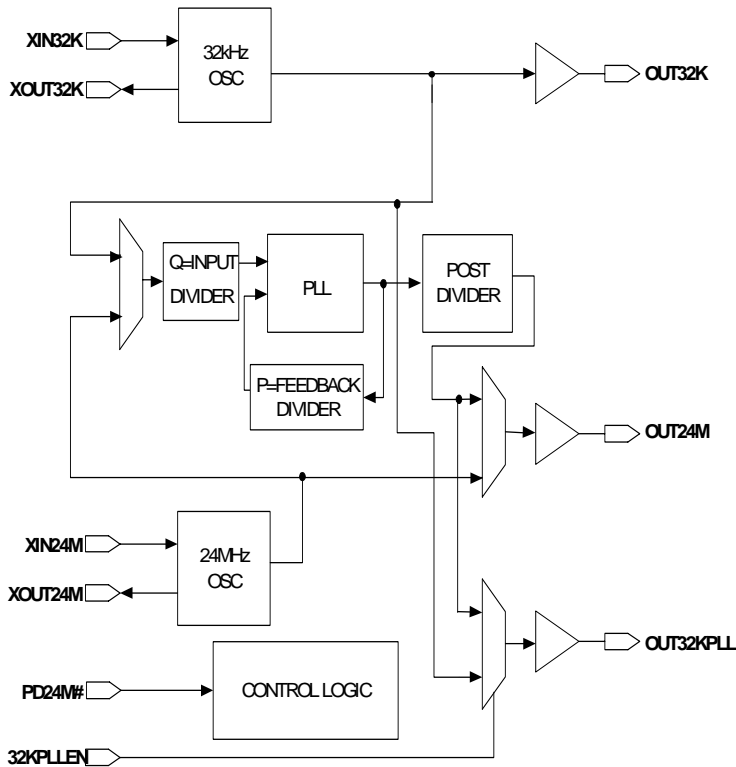 XIN32K
32kHz
OSC
XOUT32K
OUT32K
Q=INPUT
DIVIDER
PLL
POST
DIVIDER
P=FEEDBACK
DIVIDER
OUT24M
XIN24M
24MHz
OSC
XOUT24M
OUT32KPLL
PD24M#
CONTROL LOGIC
32KPLLEN